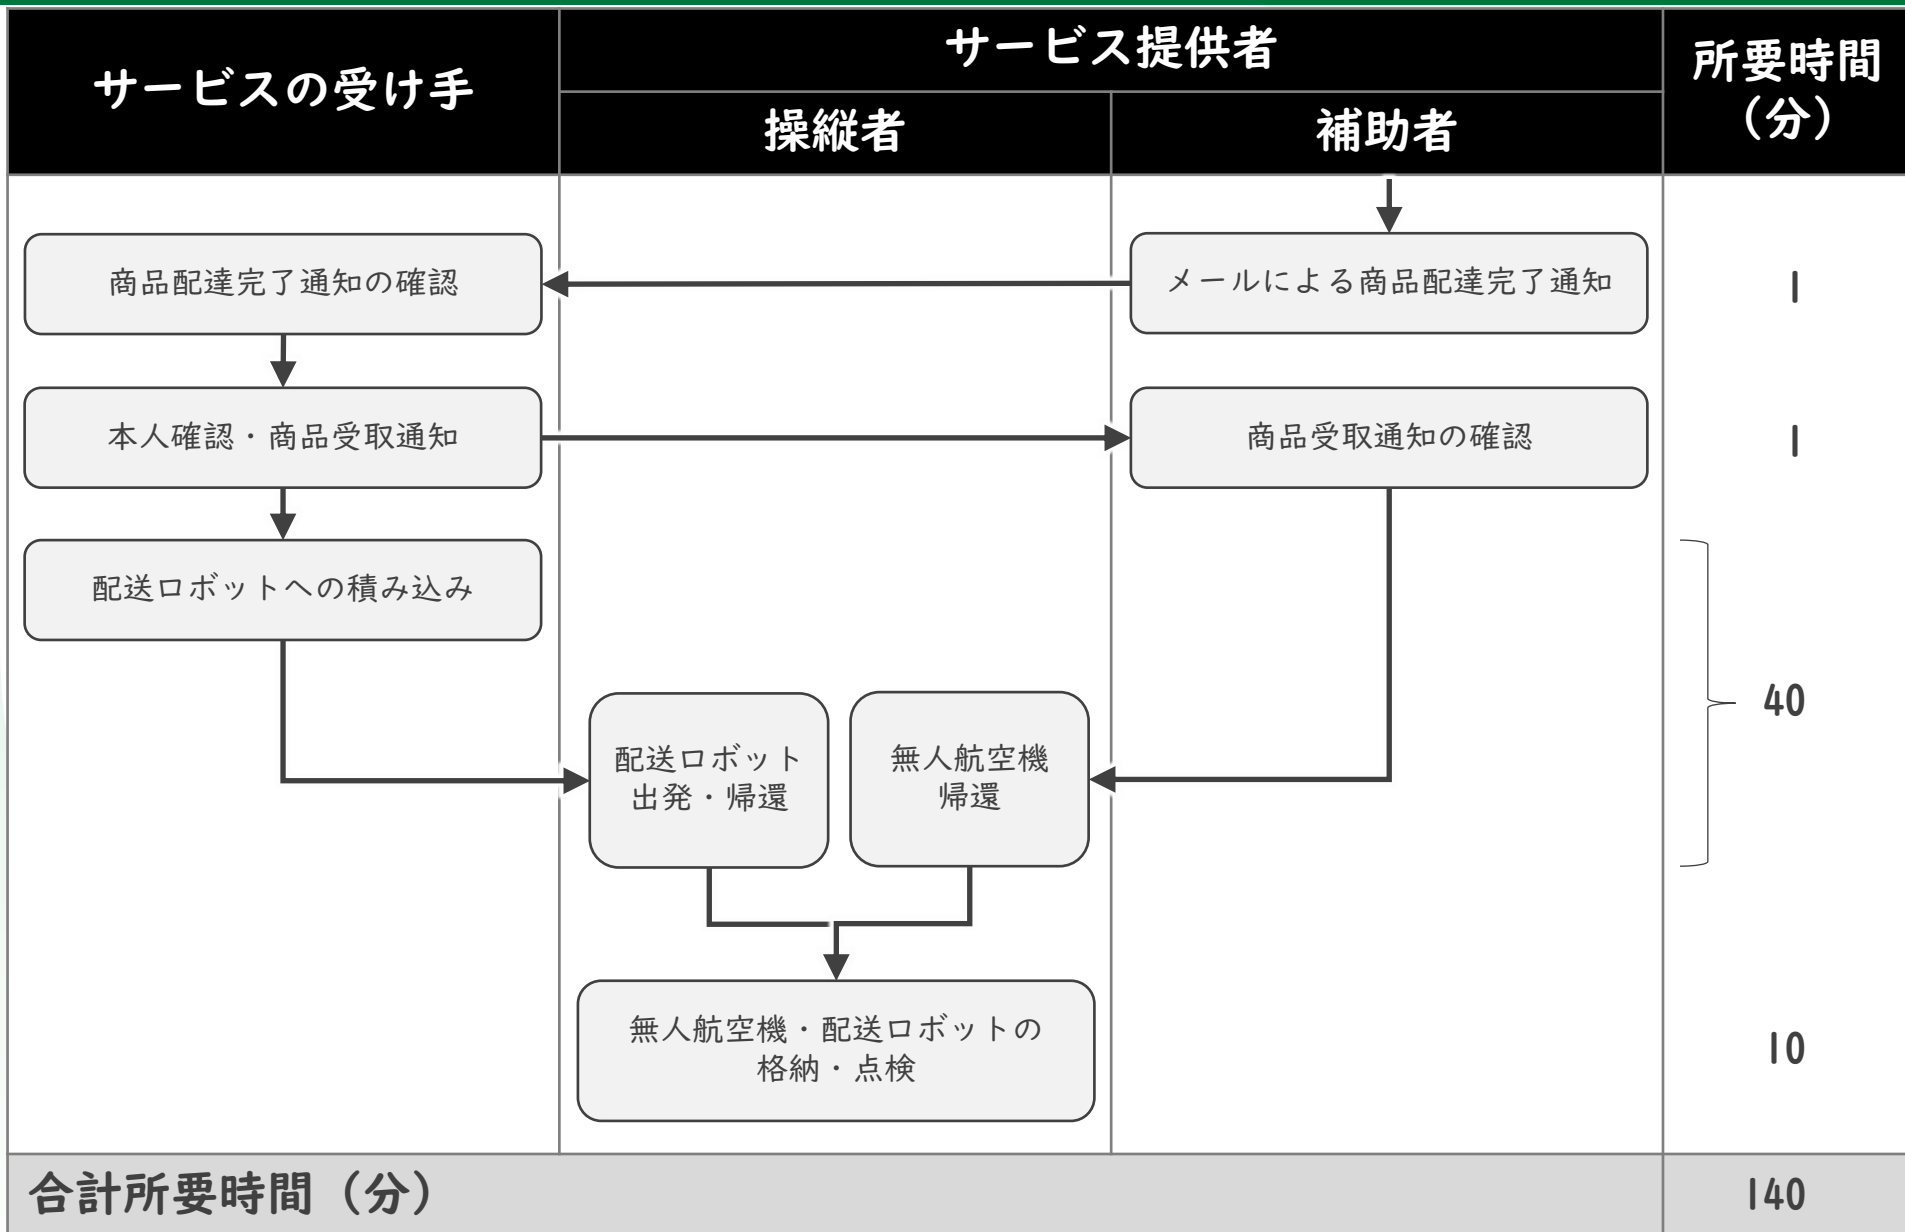 サービスの受け手
サービス提供者
所要時間
（分）
操縦者
補助者
商品配達完了通知の確認
メールによる商品配達完了通知
1
本人確認・商品受取通知
商品受取通知の確認
1
配送ロボットへの積み込み
配送ロボット
出発・帰還
無人航空機
帰還
40
無人航空機・配送ロボットの
格納・点検
10
合計所要時間（分）
140